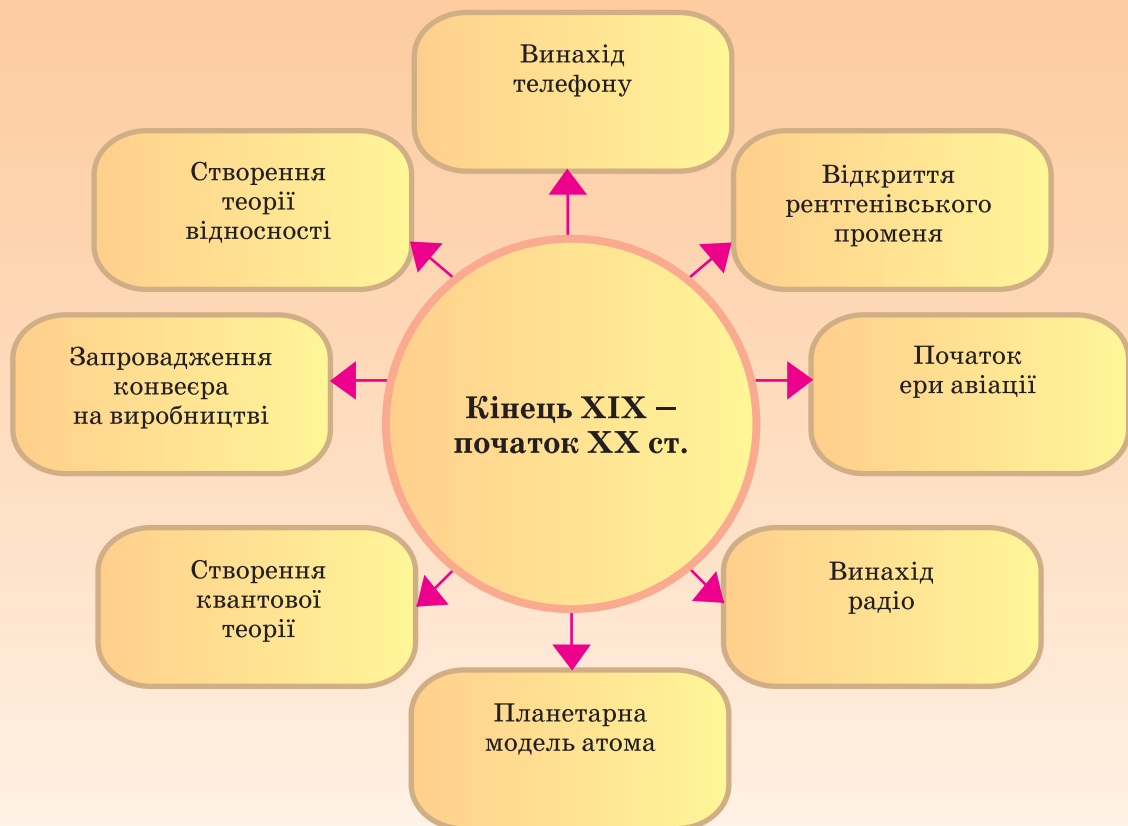 Винахід
телефону
Створення
теорії
відносності
Відкриття
рентгенівського
променя
Запровадження
конвеєра
на виробництві
Початок
ери авіації
Кінець XIX –
початок XX ст.
Створення
квантової
теорії
Винахід
радіо
Планетарна
модель атома